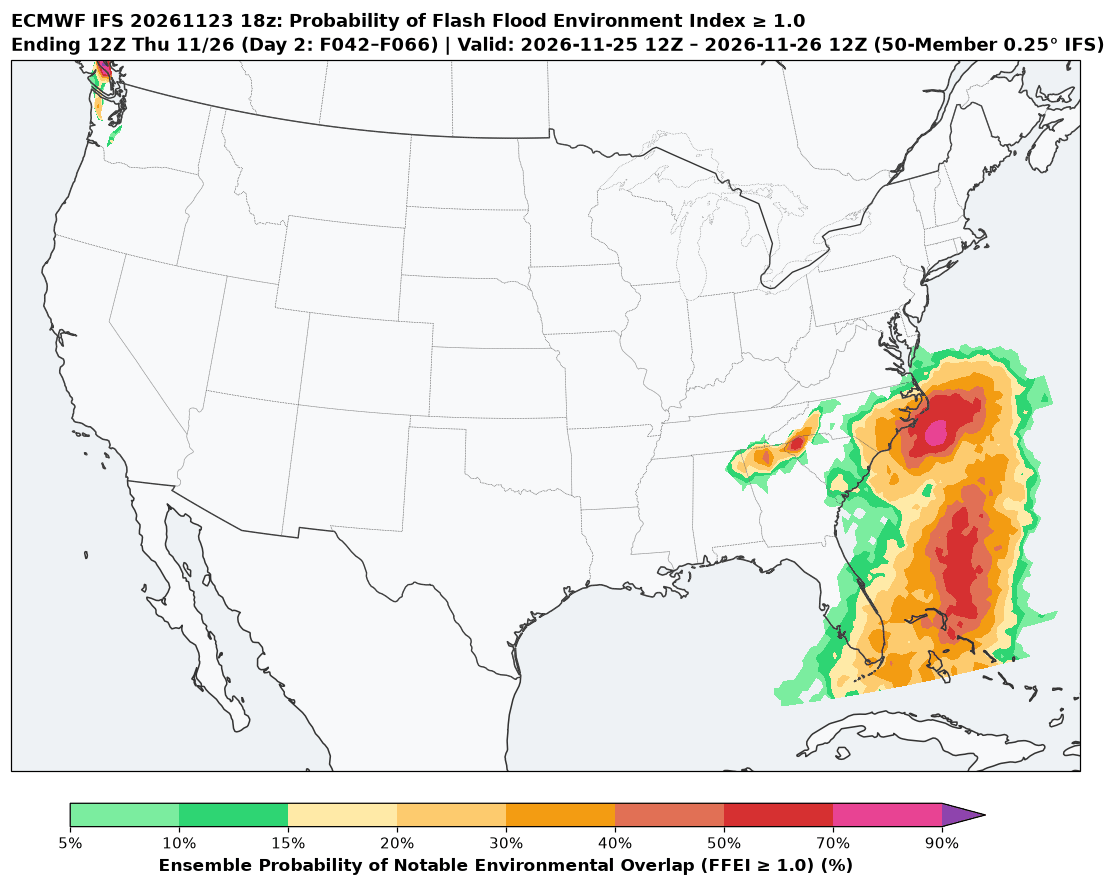 ECMWF IFS 20261123 18z: Probability of Flash Flood Environment Index ≥ 1.0
Ending 12Z Thu 11/26 (Day 2: F042–F066) | Valid: 2026-11-25 12Z – 2026-11-26 12Z (50-Member 0.25° IFS)
5% 10% 15% 20% 30% 40% 50% 70% 90%
Ensemble Probability of Notable Environmental Overlap (FFEI ≥ 1.0) (%)